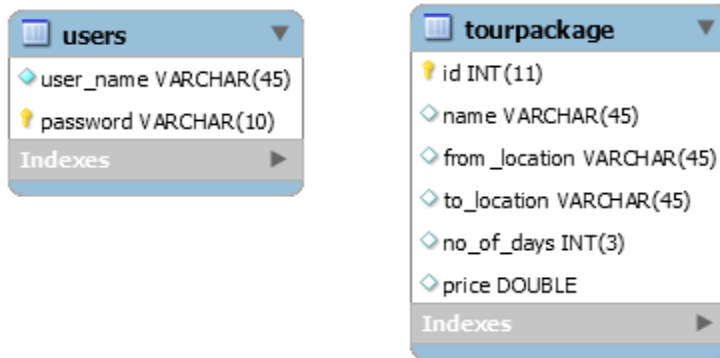 users
user_name VARCHAR(45)
password VARCHAR(10)
Indexes
tourpackage
id INT(11)
name VARCHAR(45)
from _location VARCHAR(45)
to_location VARCHAR(45)
no_of_days INT(3)
price DOUBLE
Indexes